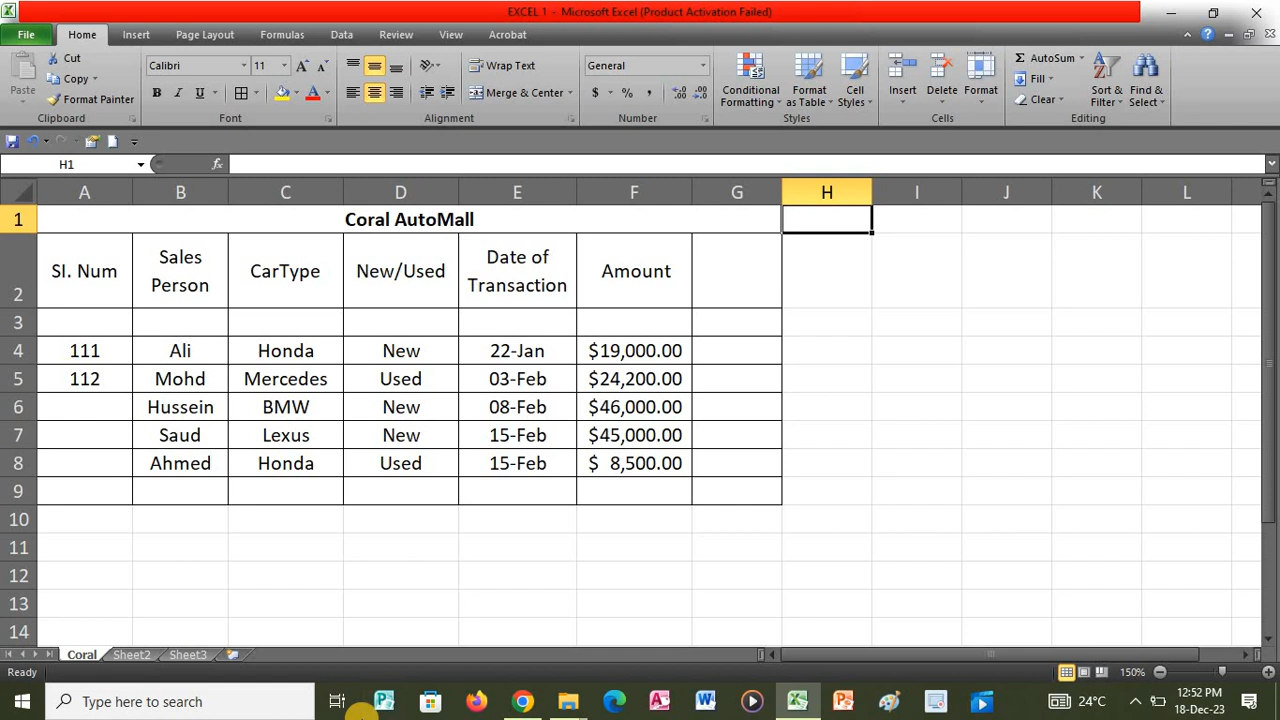 EXCEL 1 - Microsoft Excel (Product Activation Failed)
File Home Insert Page Layout Formulas Data Review View Acrobat
Cut
Copy
Format Painter
Paste
Clipboard
Calibri 11
B I U
Font
Wrap Text
Merge & Center
Alignment
General
$ % ,
Number
Conditional Formatting
Format as Table
Cell Styles
Styles
Insert Delete Format
Cells
Σ AutoSum
Fill
Clear
Sort & Filter
Find & Select
Editing
H1 fx
A B C D E F G H I J K L
1 Coral AutoMall
2 SI. Num Sales Person CarType New/Used Date of Transaction Amount
3
4 111 Ali Honda New 22-Jan $19,000.00
5 112 Mohd Mercedes Used 03-Feb $24,200.00
6 Hussein BMW New 08-Feb $46,000.00
7 Saud Lexus New 15-Feb $45,000.00
8 Ahmed Honda Used 15-Feb $ 8,500.00
9
10
11
12
13
14
Coral Sheet2 Sheet3
Ready 150%
Type here to search
24°C
12:52 PM
18-Dec-23